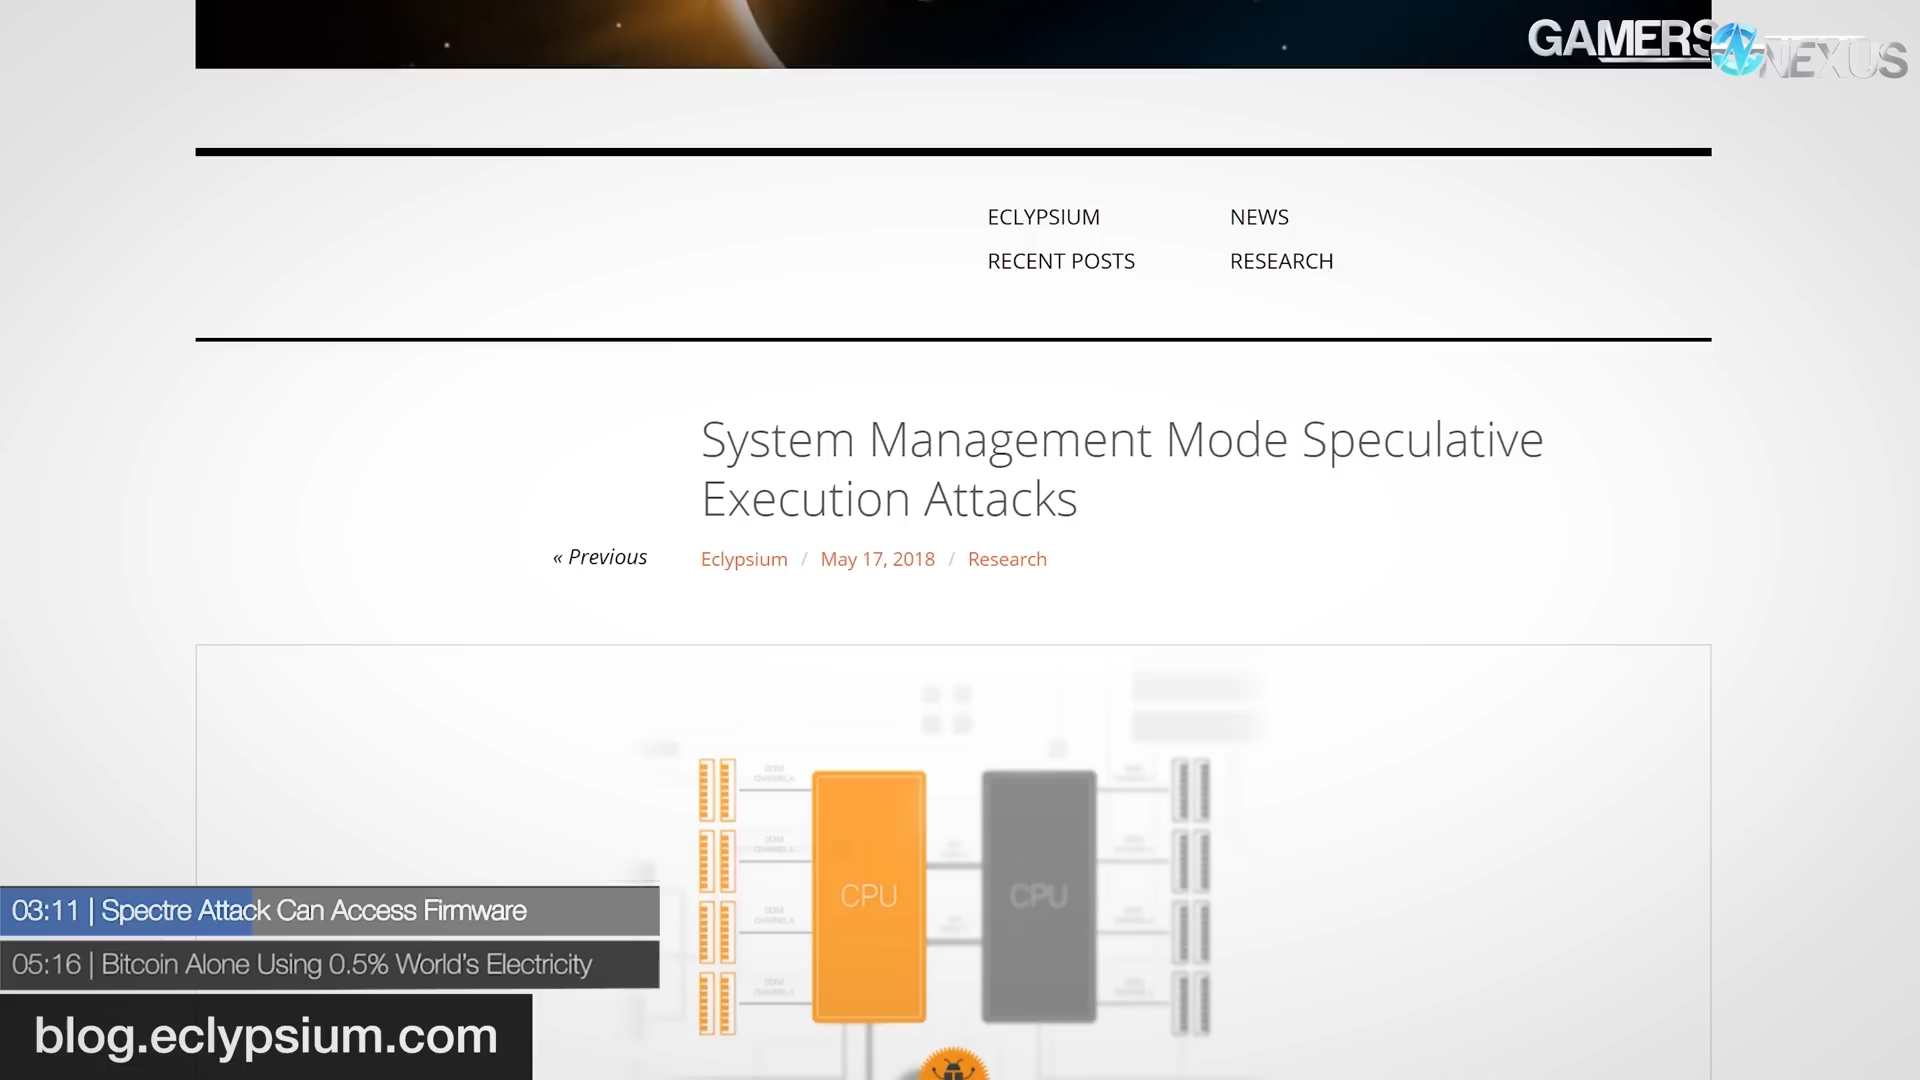 GAMERS NEXUS
ECLYPSIUM
NEWS
RECENT POSTS
RESEARCH
System Management Mode Speculative
Execution Attacks
« Previous
Eclypsium / May 17, 2018 / Research
CPU
CPU
03:11 | Spectre Attack Can Access Firmware
05:16 | Bitcoin Alone Using 0.5% World's Electricity
blog.eclypsium.com